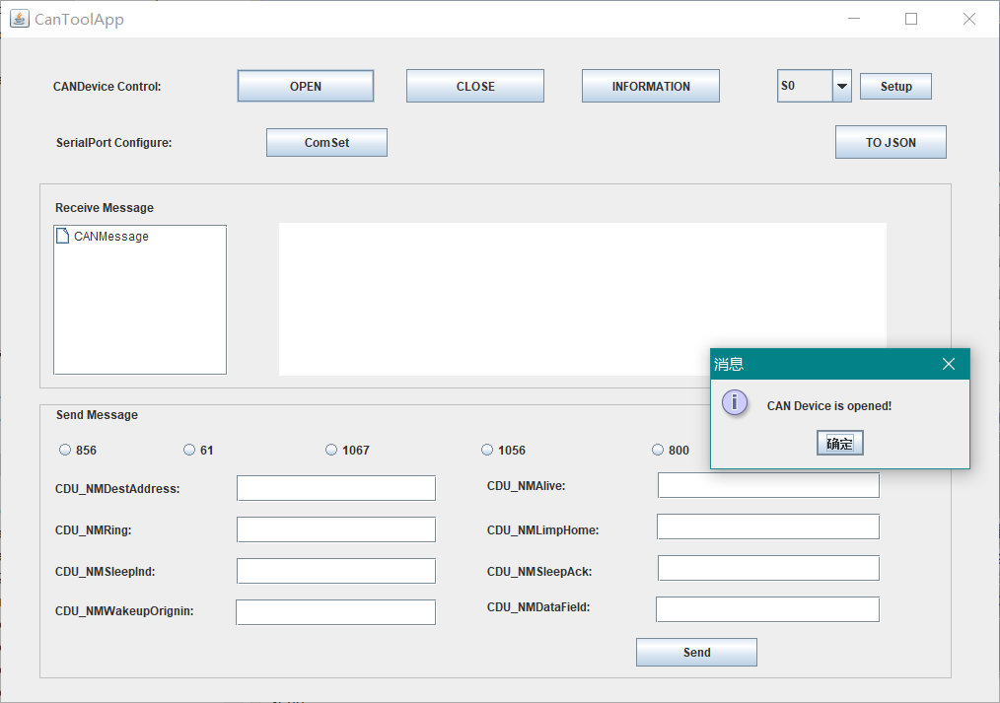 CanToolApp
CANDevice Control: OPEN CLOSE INFORMATION S0 Setup
SerialPort Configure: ComSet TO JSON
Receive Message
CANMessage
消息
CAN Device is opened!
确定
Send Message
856 61 1067 1056 800
CDU_NMDestAddress: CDU_NMAlive:
CDU_NMRing: CDU_NMLimpHome:
CDU_NMSleepInd: CDU_NMSleepAck:
CDU_NMWakeupOrignin: CDU_NMDataField:
Send